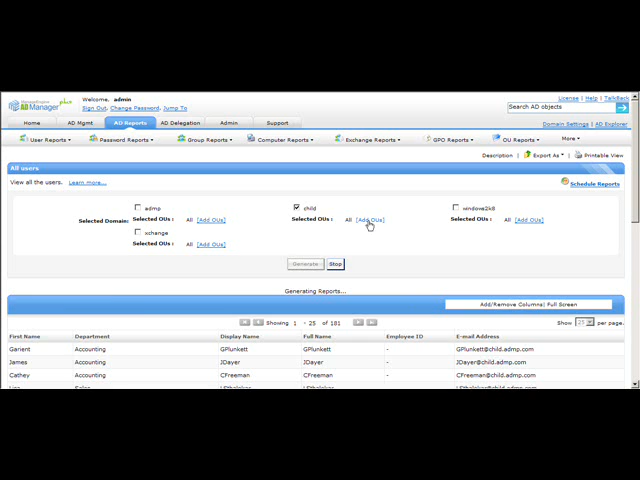 ManageEngine
ADManager plus
Welcome, admin
Sign Out, Change Password, Jump To
License | Help | TalkBack
Search AD objects
Domain Settings | AD Explorer
Home AD Mgmt AD Reports AD Delegation Admin Support
User Reports Password Reports Group Reports Computer Reports Exchange Reports GPO Reports OU Reports More
Description Export As Printable View
All users
View all the users. Learn more... Schedule Reports
admp child windows2k8
Selected Domain: Selected OUs : All [Add OUs] Selected OUs : All [Add OUs] Selected OUs : All [Add OUs]
xchange
Selected OUs : All [Add OUs]
Generate Stop
Generating Reports...
Add/Remove Columns| Full Screen
Showing 1 - 25 of 181 Show 25 per page.
First Name Department Display Name Full Name Employee ID E-mail Address
Garient Accounting GPlunkett GPlunkett - GPlunkett@child.admp.com
James Accounting JDayer JDayer - JDayer@child.admp.com
Cathey Accounting CFreeman CFreeman - CFreeman@child.admp.com